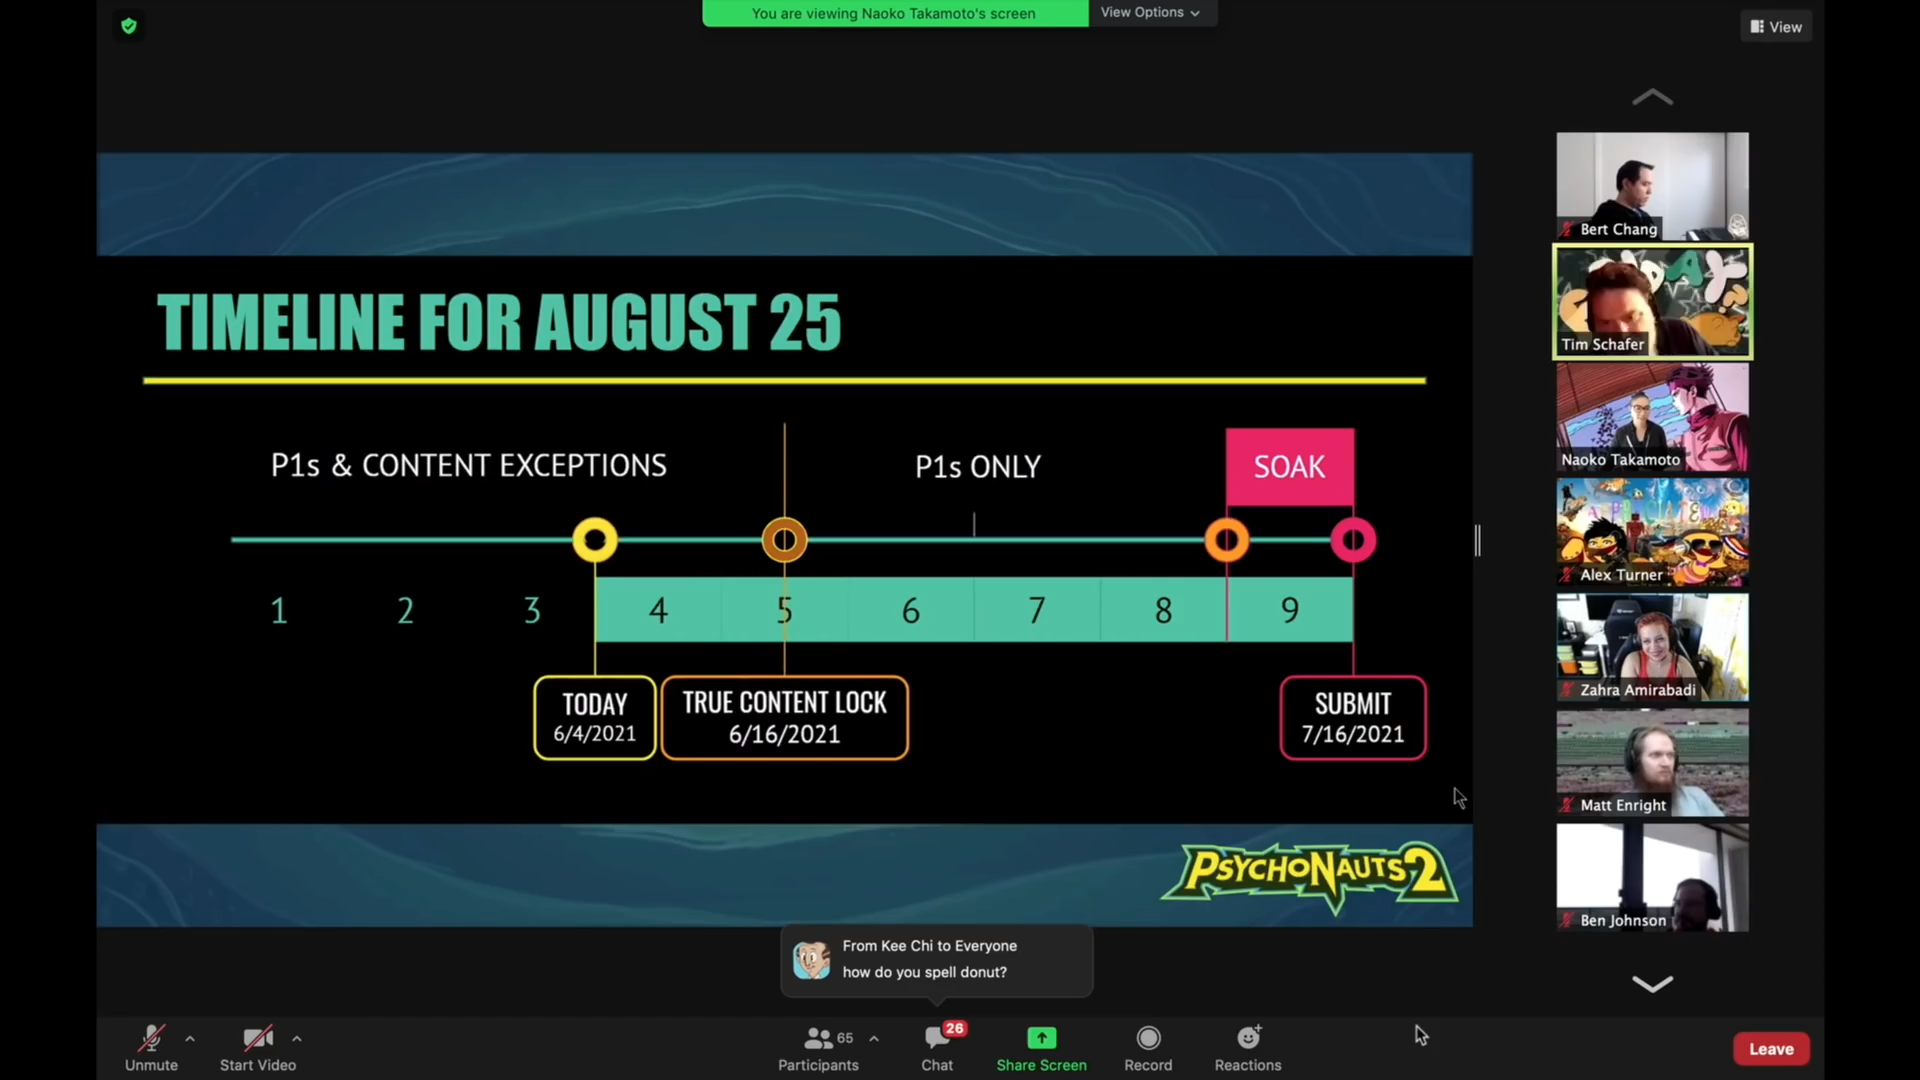 You are viewing Naoko Takamoto's screen
View Options
View
TIMELINE FOR AUGUST 25
P1s & CONTENT EXCEPTIONS
P1s ONLY
SOAK
1 2 3 4 5 6 7 8 9
TODAY
6/4/2021
TRUE CONTENT LOCK
6/16/2021
SUBMIT
7/16/2021
PSYCHONAUTS 2
Bert Chang
Tim Schafer
Naoko Takamoto
APPRECIATED
Alex Turner
Zahra Amirabadi
Matt Enright
Ben Johnson
From Kee Chi to Everyone
how do you spell donut?
Unmute
Start Video
65
Participants
26
Chat
Share Screen
Record
Reactions
Leave